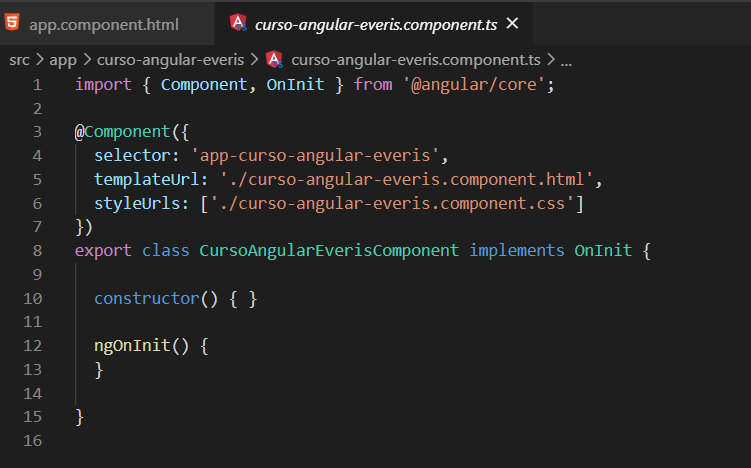 app.component.html curso-angular-everis.component.ts ×
src > app > curso-angular-everis > curso-angular-everis.component.ts > ...
1 import { Component, OnInit } from '@angular/core';
2
3 @Component({
4 selector: 'app-curso-angular-everis',
5 templateUrl: './curso-angular-everis.component.html',
6 styleUrls: ['./curso-angular-everis.component.css']
7 })
8 export class CursoAngularEverisComponent implements OnInit {
9
10 constructor() { }
11
12 ngOnInit() {
13 }
14
15 }
16